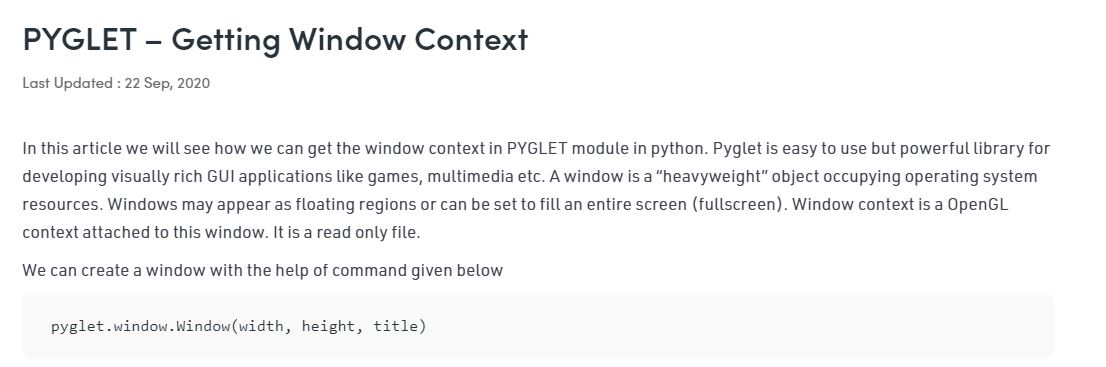 PYGLET – Getting Window Context
Last Updated : 22 Sep, 2020
In this article we will see how we can get the window context in PYGLET module in python. Pyglet is easy to use but powerful library for
developing visually rich GUI applications like games, multimedia etc. A window is a “heavyweight” object occupying operating system
resources. Windows may appear as floating regions or can be set to fill an entire screen (fullscreen). Window context is a OpenGL
context attached to this window. It is a read only file.
We can create a window with the help of command given below
pyglet.window.Window(width, height, title)